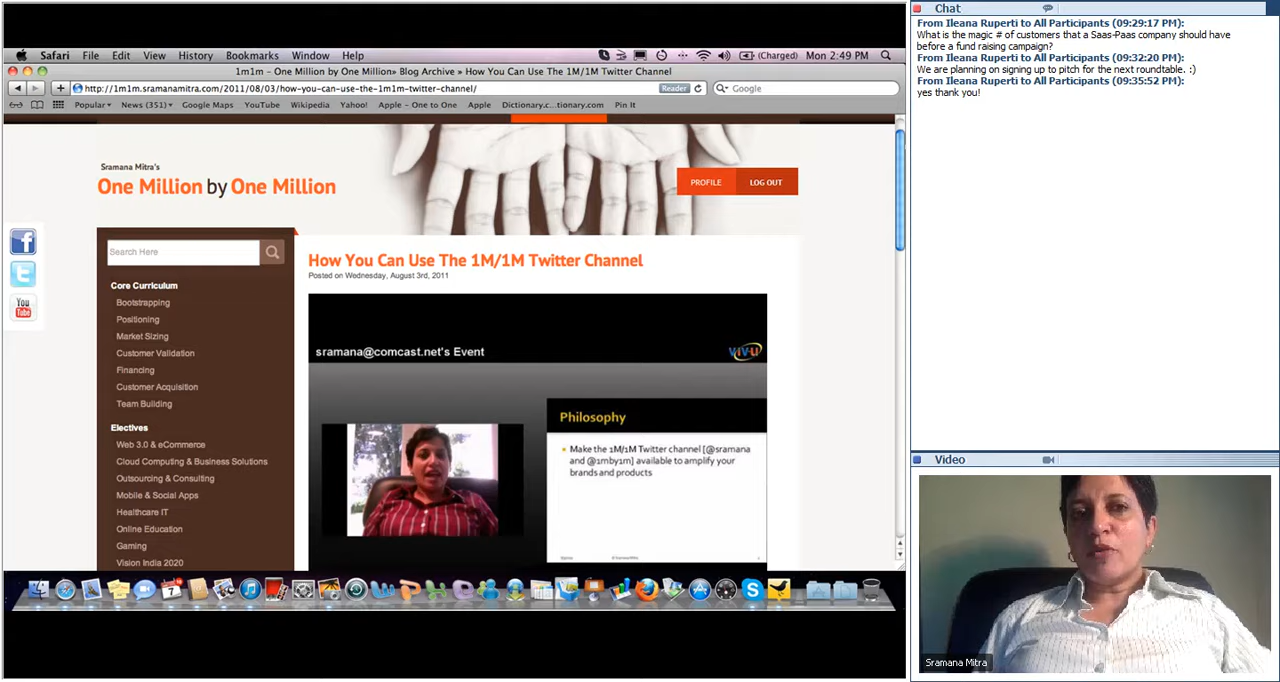 Safari File Edit View History Bookmarks Window Help (Charged) Mon 2:49 PM
1m1m – One Million by One Million» Blog Archive » How You Can Use The 1M/1M Twitter Channel
http://1m1m.sramanamitra.com/2011/08/03/how-you-can-use-the-1m1m-twitter-channel/ Reader Google
Popular News (351) Google Maps YouTube Wikipedia Yahoo! Apple – One to One Apple Dictionary.c...tionary.com Pin It
Sramana Mitra's
One Million by One Million
PROFILE LOG OUT
Search Here
Core Curriculum
Bootstrapping
Positioning
Market Sizing
Customer Validation
Financing
Customer Acquisition
Team Building
Electives
Web 3.0 & eCommerce
Cloud Computing & Business Solutions
Outsourcing & Consulting
Mobile & Social Apps
Healthcare IT
Online Education
Gaming
Vision India 2020
How You Can Use The 1M/1M Twitter Channel
Posted on Wednesday, August 3rd, 2011
sramana@comcast.net's Event
ViVu
Philosophy
Make the 1M/1M Twitter channel [@sramana
and @1mby1m] available to amplify your
brands and products
You
Tube
Chat
From Ileana Ruperti to All Participants (09:29:17 PM):
What is the magic # of customers that a Saas-Paas company should have
before a fund raising campaign?
From Ileana Ruperti to All Participants (09:32:20 PM):
We are planning on signing up to pitch for the next roundtable. :)
From Ileana Ruperti to All Participants (09:35:52 PM):
yes thank you!
Video
Sramana Mitra